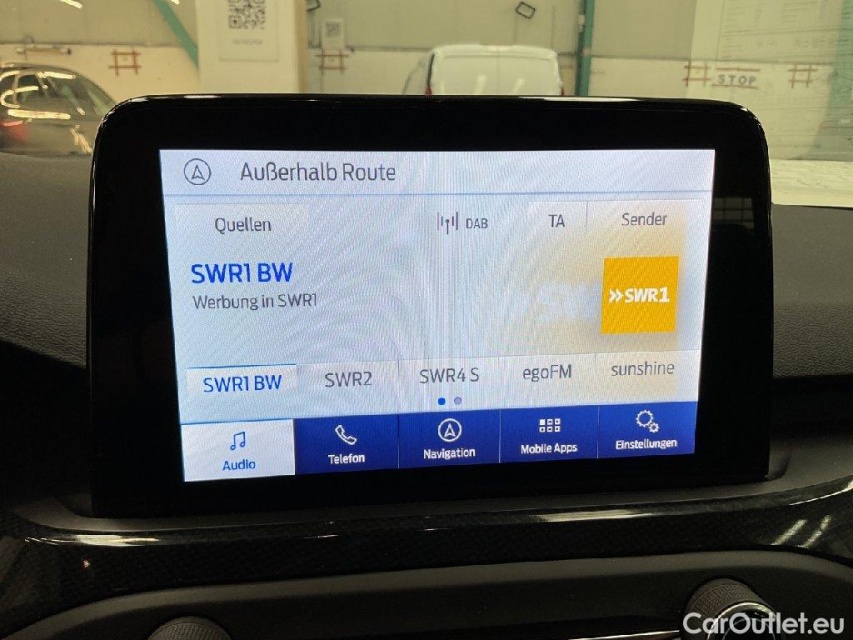 STOP
Außerhalb Route
Quellen
DAB
TA
Sender
SWR1 BW
Werbung in SWR1
»SWR1
SWR1 BW
SWR2
SWR4 S
egoFM
sunshine
Audio
Telefon
Navigation
Mobile Apps
Einstellungen
CarOutlet.eu